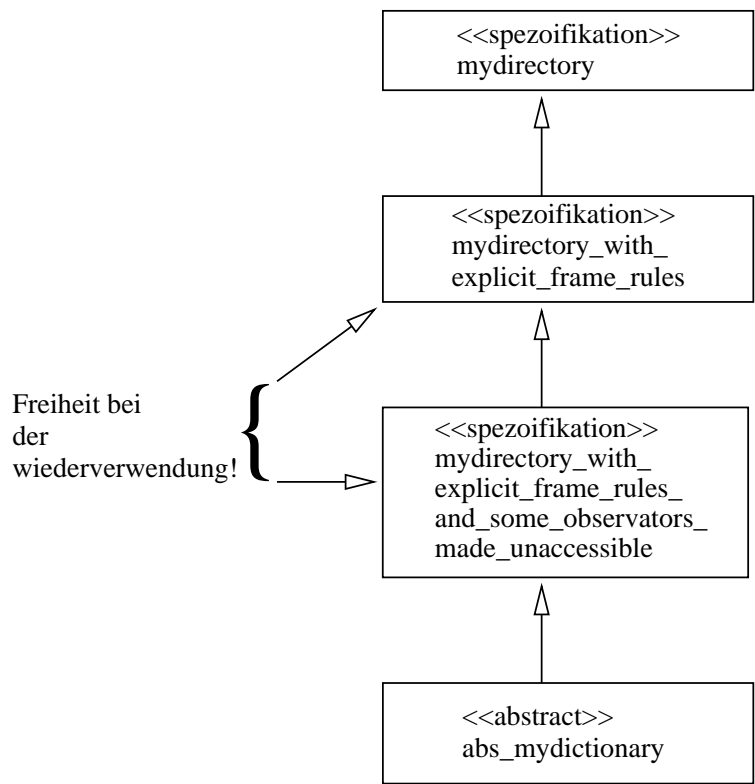 <<spezoifikation>>
mydirectory
<<spezoifikation>>
mydirectory_with_
explicit_frame_rules
Freiheit bei
der
wiederverwendung!
<<spezoifikation>>
mydirectory_with_
explicit_frame_rules_
and_some_observators_
made_unaccessible
<<abstract>>
abs_mydictionary